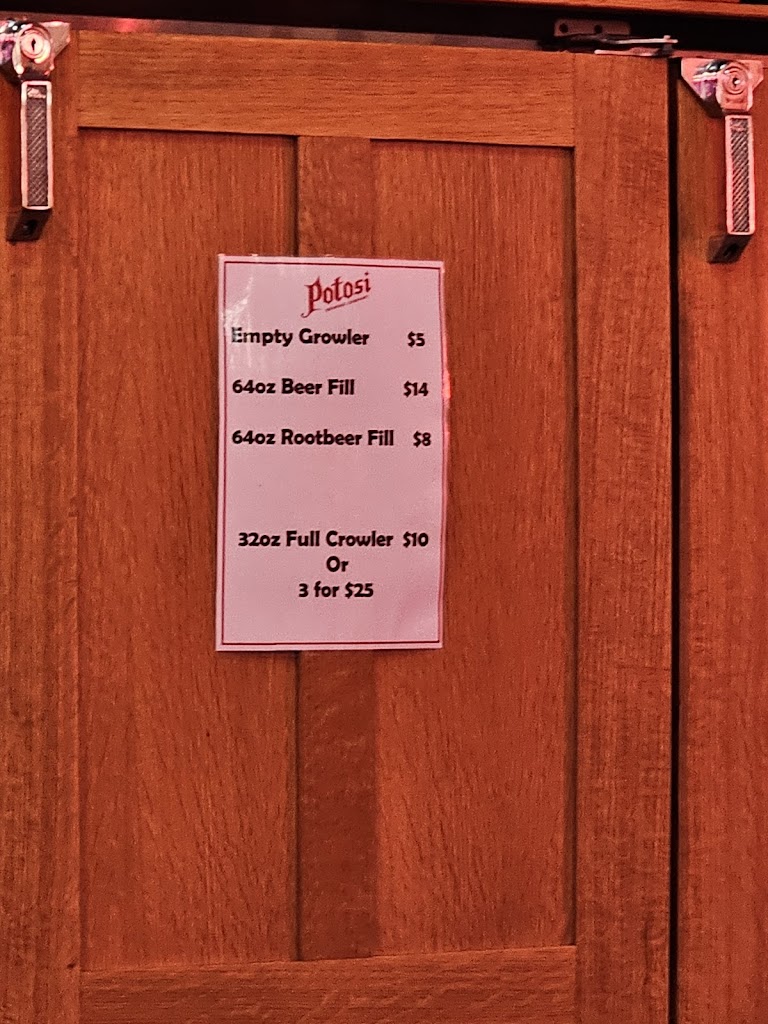 Potosi
Empty Growler $5
64oz Beer Fill $14
64oz Rootbeer Fill $8
32oz Full Crowler $10
Or
3 for $25